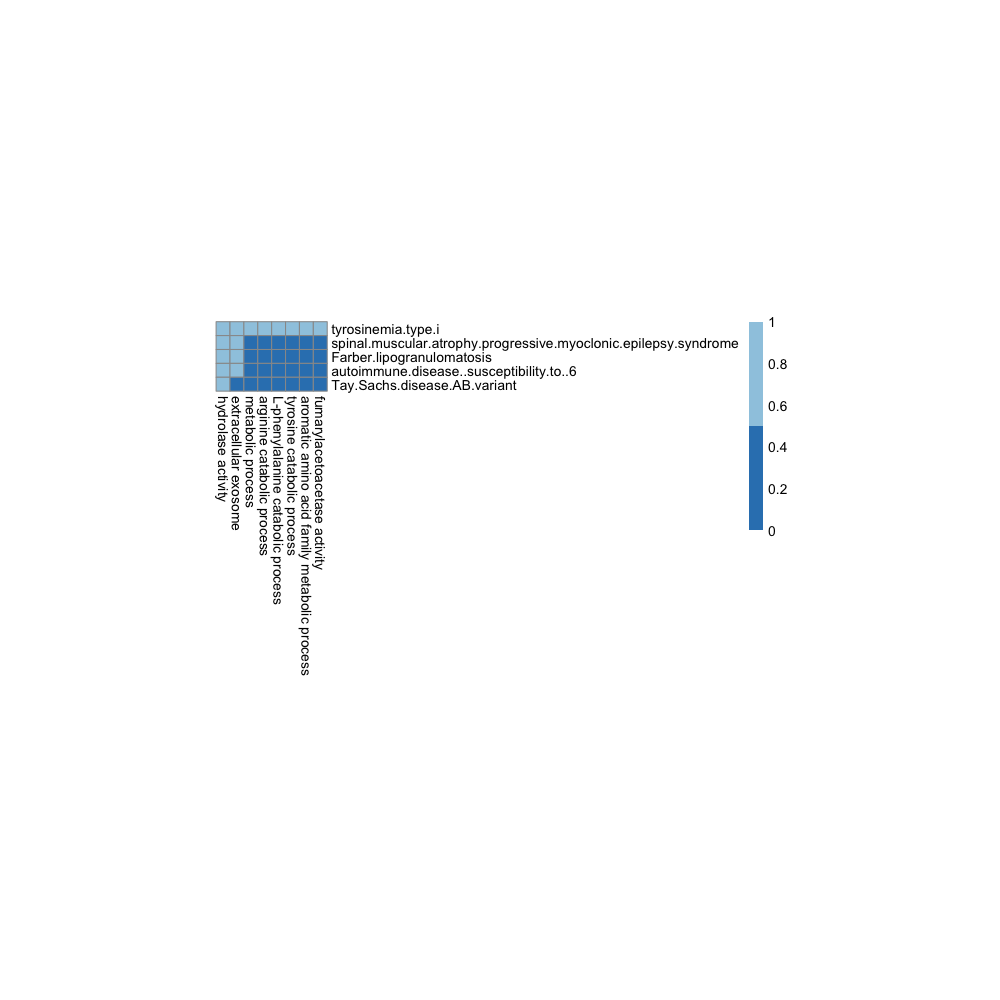 tyrosinemia.type.i
spinal.muscular.atrophy.progressive.myoclonic.epilepsy.syndrome
Farber.lipogranulomatosis
autoimmune.disease..susceptibility.to..6
Tay.Sachs.disease.AB.variant
hydrolase activity
extracellular exosome
metabolic process
arginine catabolic process
L-phenylalanine catabolic process
tyrosine catabolic process
aromatic amino acid family metabolic process
fumarylacetoacetase activity
1
0.8
0.6
0.4
0.2
0